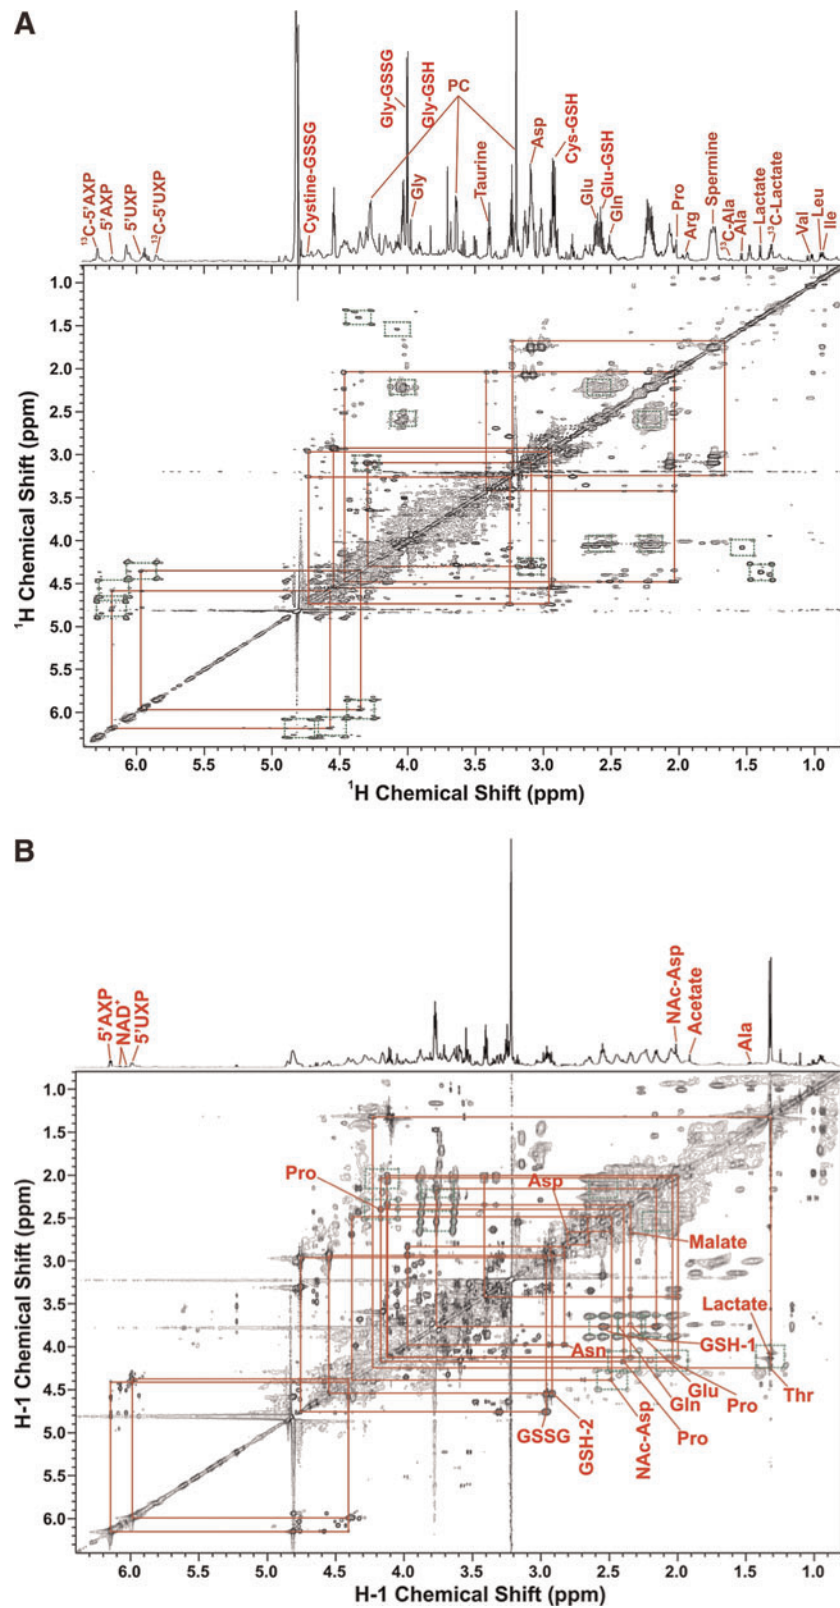 A
Cystine-GSSG
Gly-GSSG
Gly-GSH
PC
Gly
Taurine
Asp
Cys-GSH
Glu
Glu-GSH
Gln
Pro
Arg
Spermine
¹³C-Ala
Ala
Lactate
¹³C-Lactate
Val
Leu
Ile
¹³C-5'AXP
5'AXP
5'UXP
¹³C-5'UXP
1.0
1.5
2.0
2.5
3.0
3.5
4.0
4.5
5.0
5.5
6.0
¹H Chemical Shift (ppm)
6.0 5.5 5.0 4.5 4.0 3.5 3.0 2.5 2.0 1.5 1.0
¹H Chemical Shift (ppm)
B
5'AXP
NAD⁺
5'UXP
NAc-Asp
Acetate
Ala
1.0
1.5
2.0
2.5
3.0
3.5
4.0
4.5
5.0
5.5
6.0
H-1 Chemical Shift (ppm)
Pro
Asp
Malate
Lactate
GSH-1
Asn
Thr
Glu
Pro
Gln
Pro
GSSG
GSH-2
NAc-Asp
6.0 5.5 5.0 4.5 4.0 3.5 3.0 2.5 2.0 1.5 1.0
H-1 Chemical Shift (ppm)